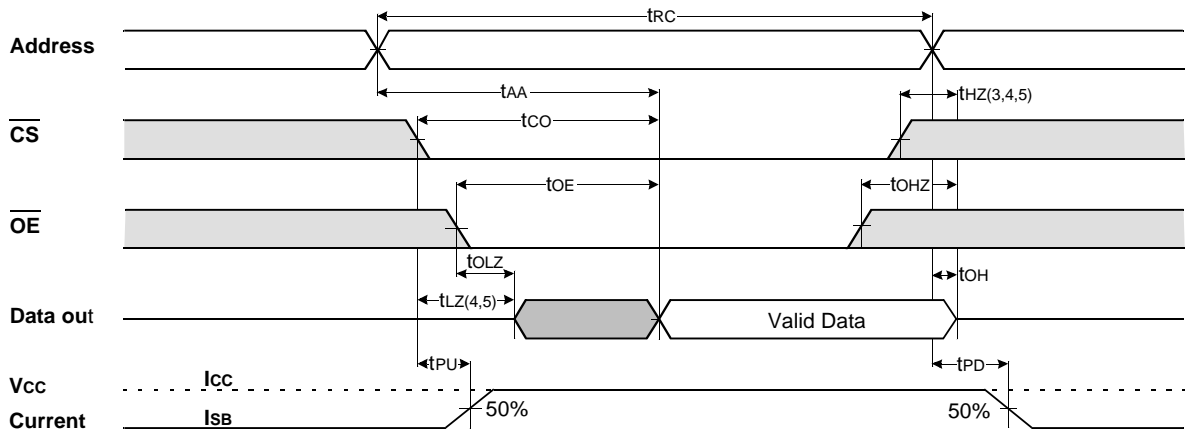 tRC
Address
tAA
tHZ(3,4,5)
CS
tCO
tOE
tOHZ
OE
tOLZ
tOH
tLZ(4,5)
Data out
Valid Data
tPU
tPD
VCC
ICC
50%
50%
Current
ISB